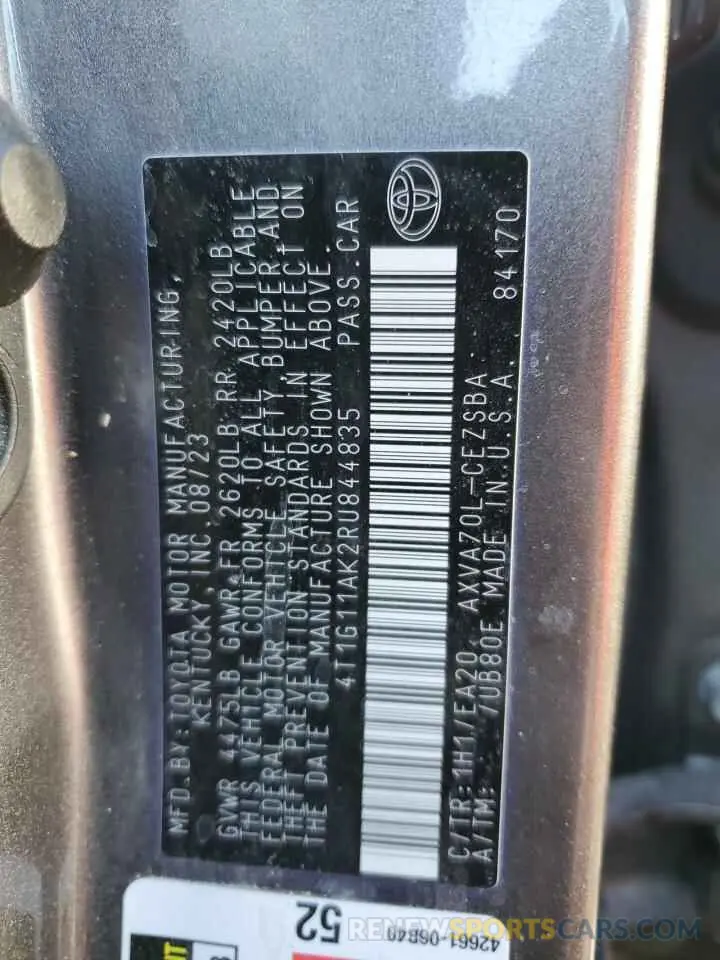 MFD.BY:TOYOTA MOTOR MANUFACTURING,
KENTUCKY, INC. 08/23
GVWR 4475LB GAWR FR 2620LB RR 2420LB
THIS VEHICLE CONFORMS TO ALL APPLICABLE
FEDERAL MOTOR VEHICLE SAFETY, BUMPER, AND
THEFT PREVENTION STANDARDS IN EFFECT ON
THE DATE OF MANUFACTURE SHOWN ABOVE.
4T1G11AK2RU844835 PASS.CAR
C/TR:1H1/EA20 AXVA70L-CEZSBA
A/TM: /UB80E MADE IN U.S.A. 84170
52
42661-06B40
RENEWSPORTSCARS.COM